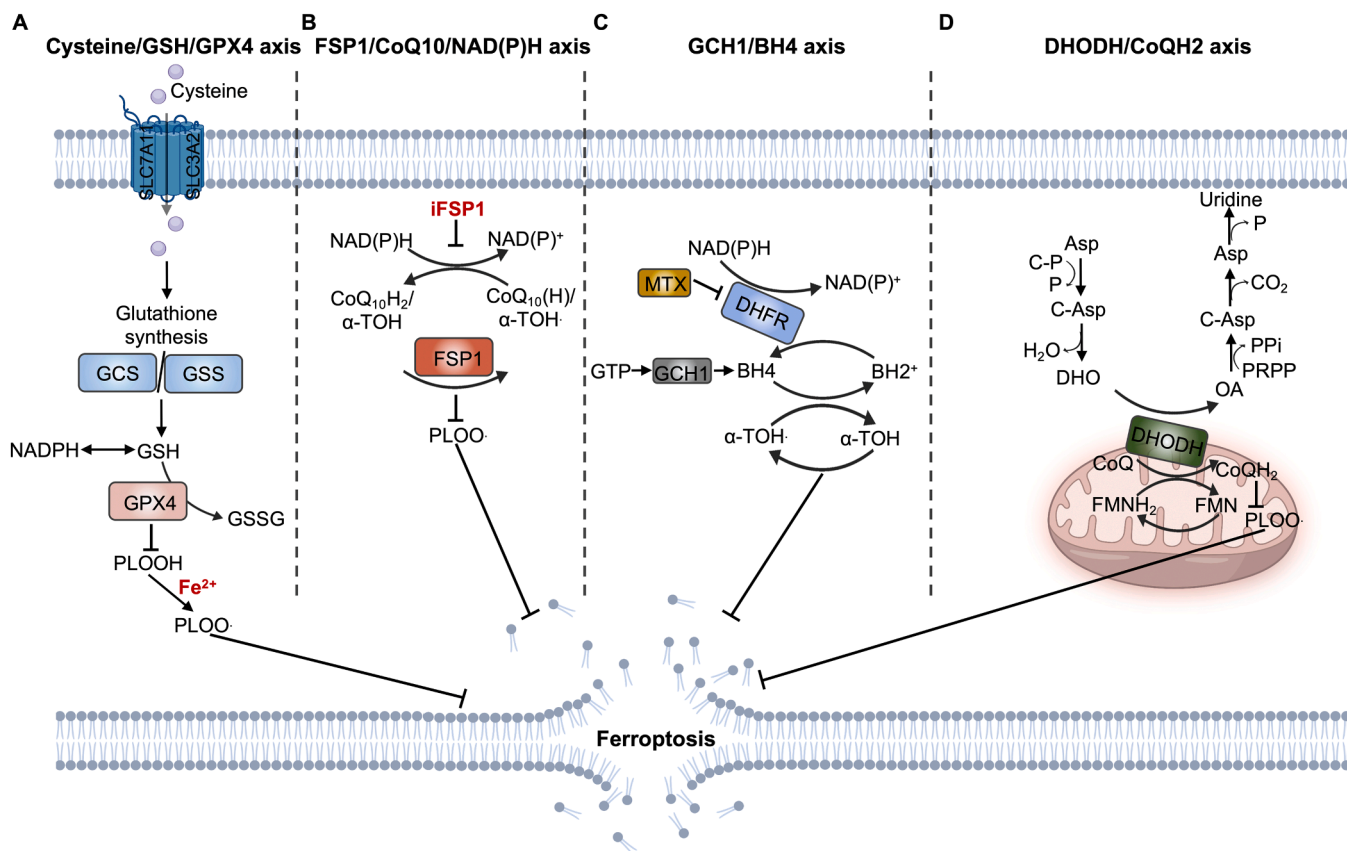 A
Cysteine/GSH/GPX4 axis
Cysteine
SLC7A11
SLC3A2
Glutathione
synthesis
GCS
GSS
NADPH
GSH
GPX4
GSSG
PLOOH
Fe²⁺
PLOO·
B
FSP1/CoQ10/NAD(P)H axis
iFSP1
NAD(P)H
NAD(P)⁺
CoQ₁₀H₂/
α-TOH
CoQ₁₀(H)/
α-TOH·
FSP1
PLOO·
C
GCH1/BH4 axis
NAD(P)H
NAD(P)⁺
MTX
DHFR
GTP
GCH1
BH4
BH2⁺
α-TOH·
α-TOH
D
DHODH/CoQH2 axis
Asp
C-P
P
C-Asp
H₂O
DHO
Uridine
P
Asp
CO₂
C-Asp
PPi
PRPP
OA
DHODH
CoQ
CoQH₂
FMNH₂
FMN
PLOO·
Ferroptosis